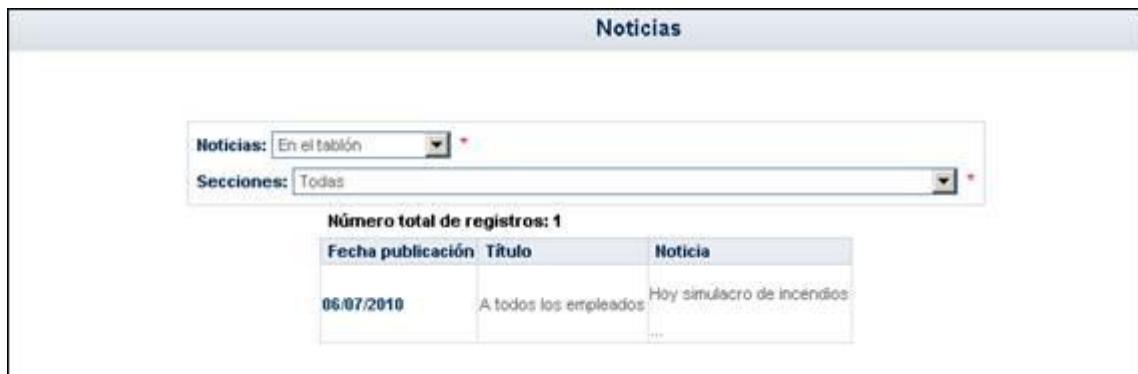 Noticias
Noticias: En el tablón *
Secciones: Todas *
Número total de registros: 1
Fecha publicación Título Noticia
06/07/2010 A todos los empleados Hoy simulacro de incendios
...